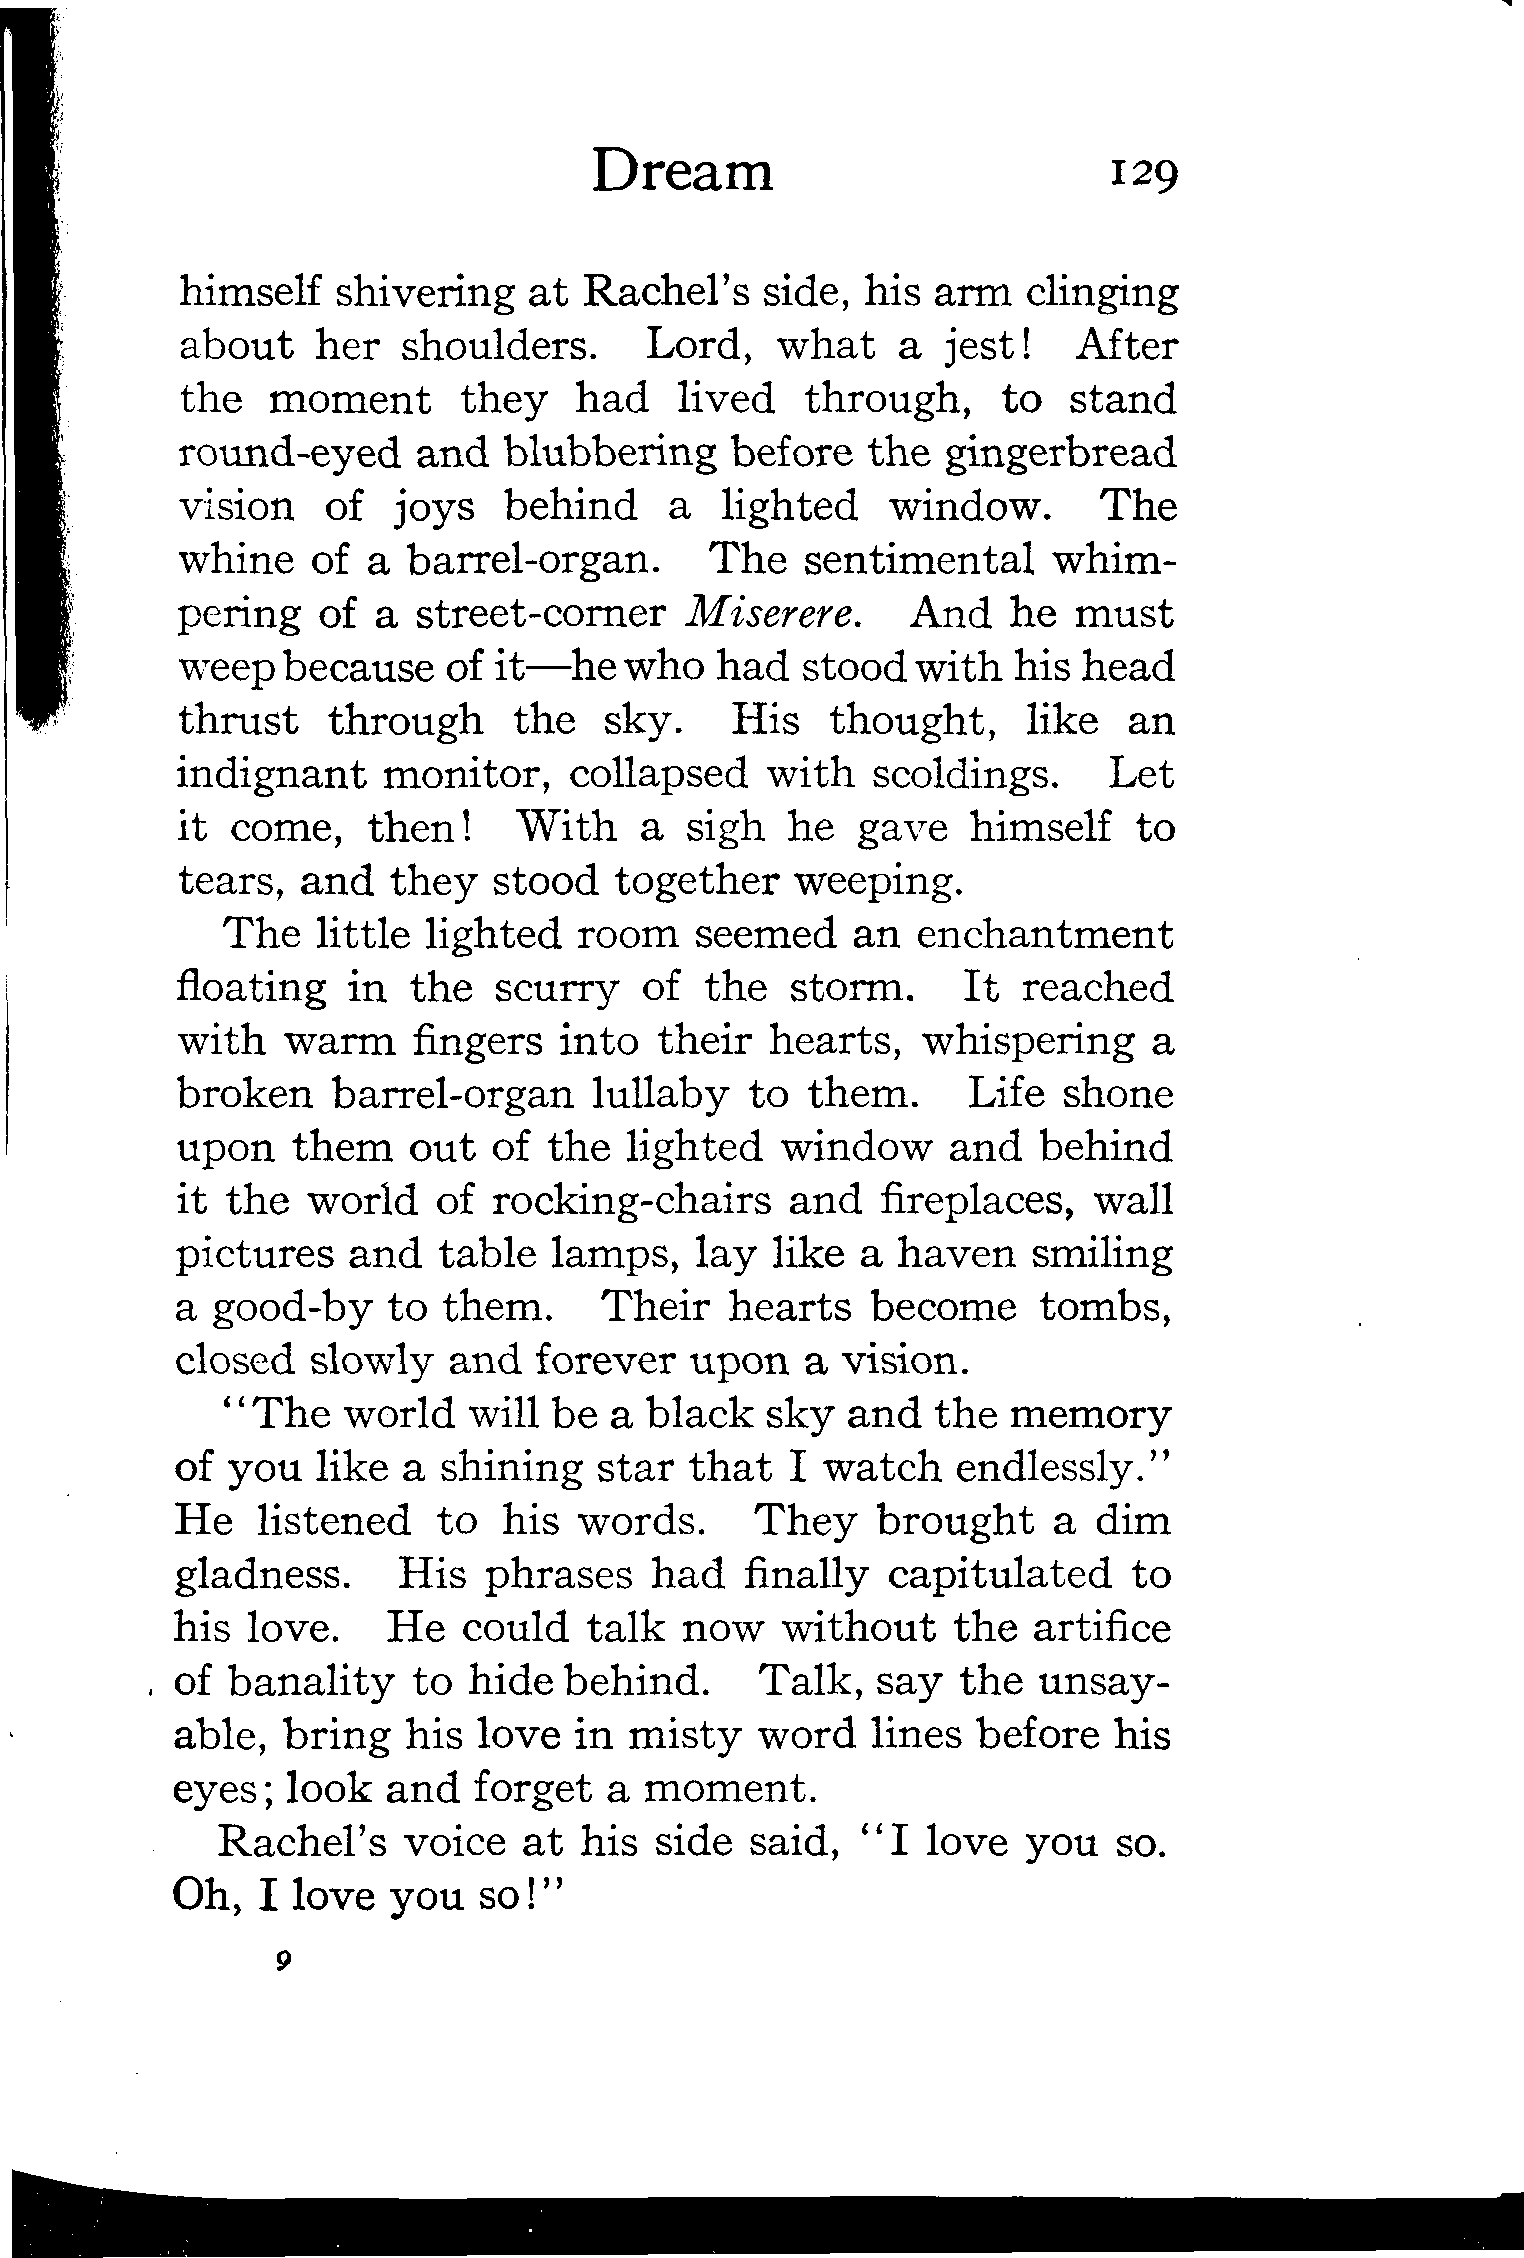 Dream 129
himself shivering at Rachel's side, his arm clinging
about her shoulders. Lord, what a jest! After
the moment they had lived through, to stand
round-eyed and blubbering before the gingerbread
vision of joys behind a lighted window. The
whine of a barrel-organ. The sentimental whim-
pering of a street-corner Miserere. And he must
weep because of it—he who had stood with his head
thrust through the sky. His thought, like an
indignant monitor, collapsed with scoldings. Let
it come, then! With a sigh he gave himself to
tears, and they stood together weeping.
The little lighted room seemed an enchantment
floating in the scurry of the storm. It reached
with warm fingers into their hearts, whispering a
broken barrel-organ lullaby to them. Life shone
upon them out of the lighted window and behind
it the world of rocking-chairs and fireplaces, wall
pictures and table lamps, lay like a haven smiling
a good-by to them. Their hearts become tombs,
closed slowly and forever upon a vision.
"The world will be a black sky and the memory
of you like a shining star that I watch endlessly."
He listened to his words. They brought a dim
gladness. His phrases had finally capitulated to
his love. He could talk now without the artifice
of banality to hide behind. Talk, say the unsay-
able, bring his love in misty word lines before his
eyes; look and forget a moment.
Rachel's voice at his side said, "I love you so.
Oh, I love you so!"
9